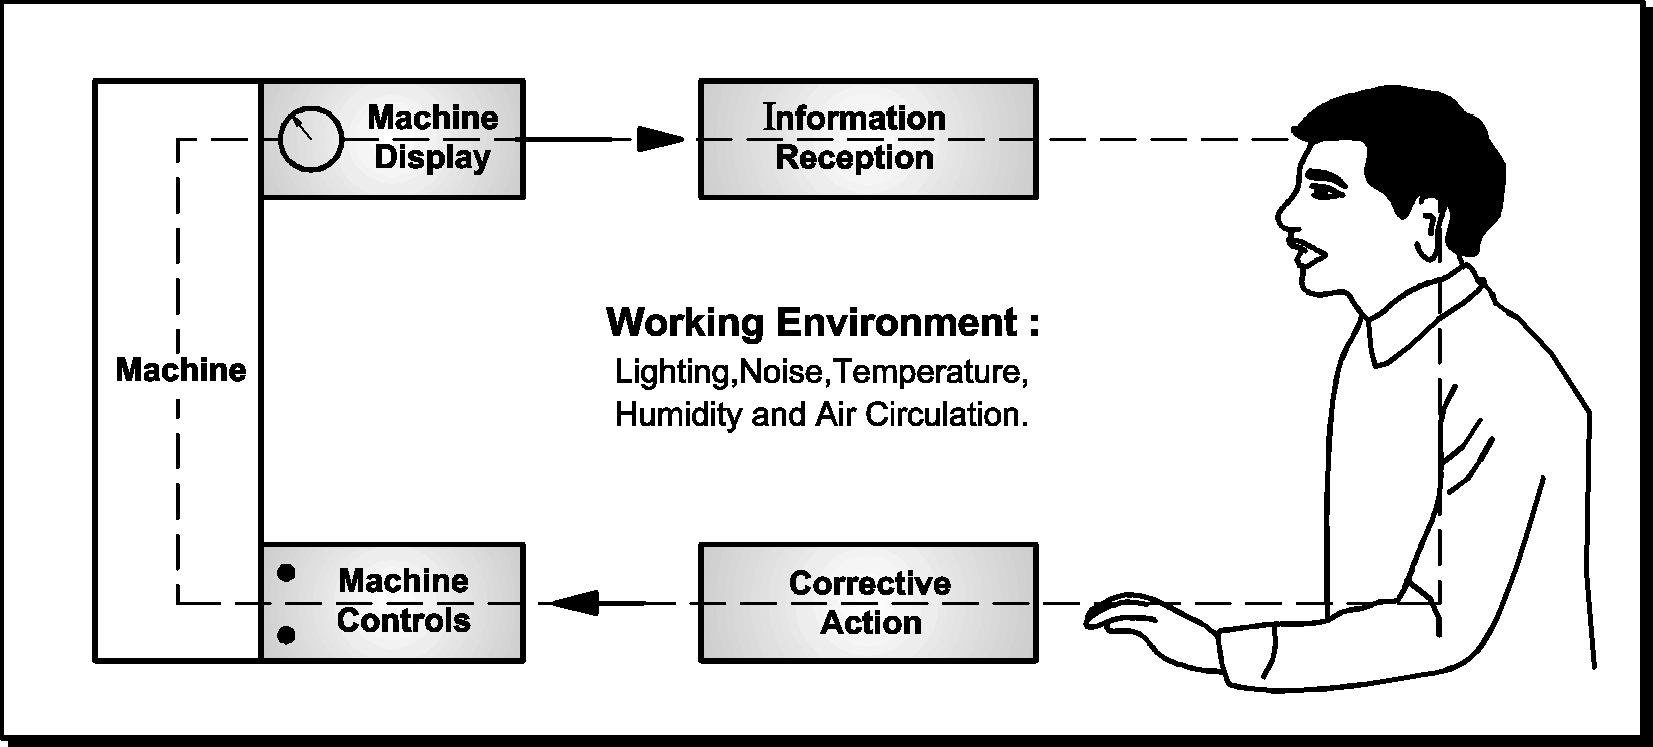 Machine
Display
Information
Reception
Working Environment :
Lighting,Noise,Temperature,
Humidity and Air Circulation.
Machine
Machine
Controls
Corrective
Action